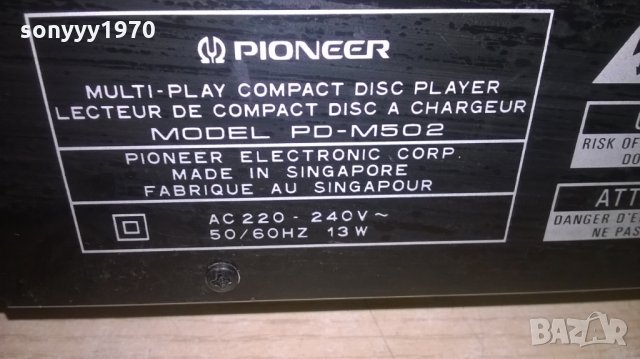 sonyyy1970
PIONEER
MULTI-PLAY COMPACT DISC PLAYER
LECTEUR DE COMPACT DISC A CHARGEUR
MODEL PD-M502
PIONEER ELECTRONIC CORP.
MADE IN SINGAPORE
FABRIQUE AU SINGAPOUR
AC 220 - 240V ~
50/60HZ 13W
RISK OF
DO
ATT
DANGER D'E
NE PAS
BAZAR
bg